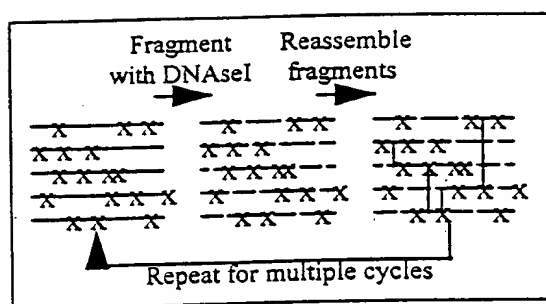 Fragment
with DNAseI
Reassemble
fragments
X X X X X X
X X X X X X X X
X X X X X X X X X X
X X X X X X X X X X X X
X X X X X X X X X
Repeat for multiple cycles